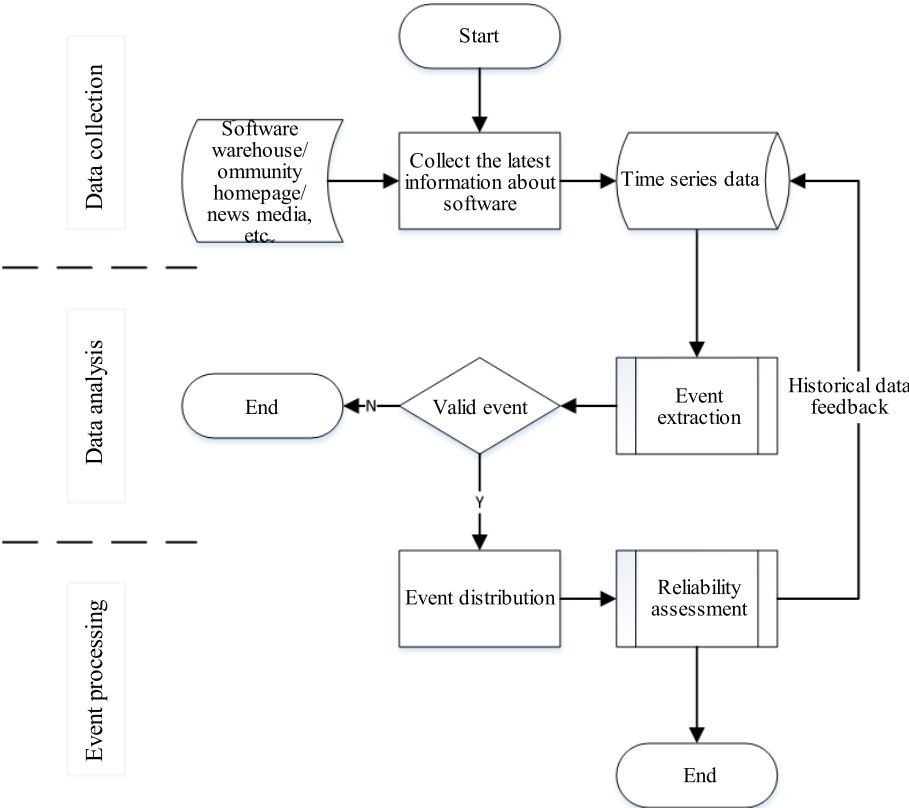 Start
Data collection
Software
warehouse/
ommunity
homepage/
news media,
etc.
Collect the latest
information about
software
Time series data
Data analysis
End
N
Valid event
Event
extraction
Historical data
feedback
Y
Event processing
Event distribution
Reliability
assessment
End